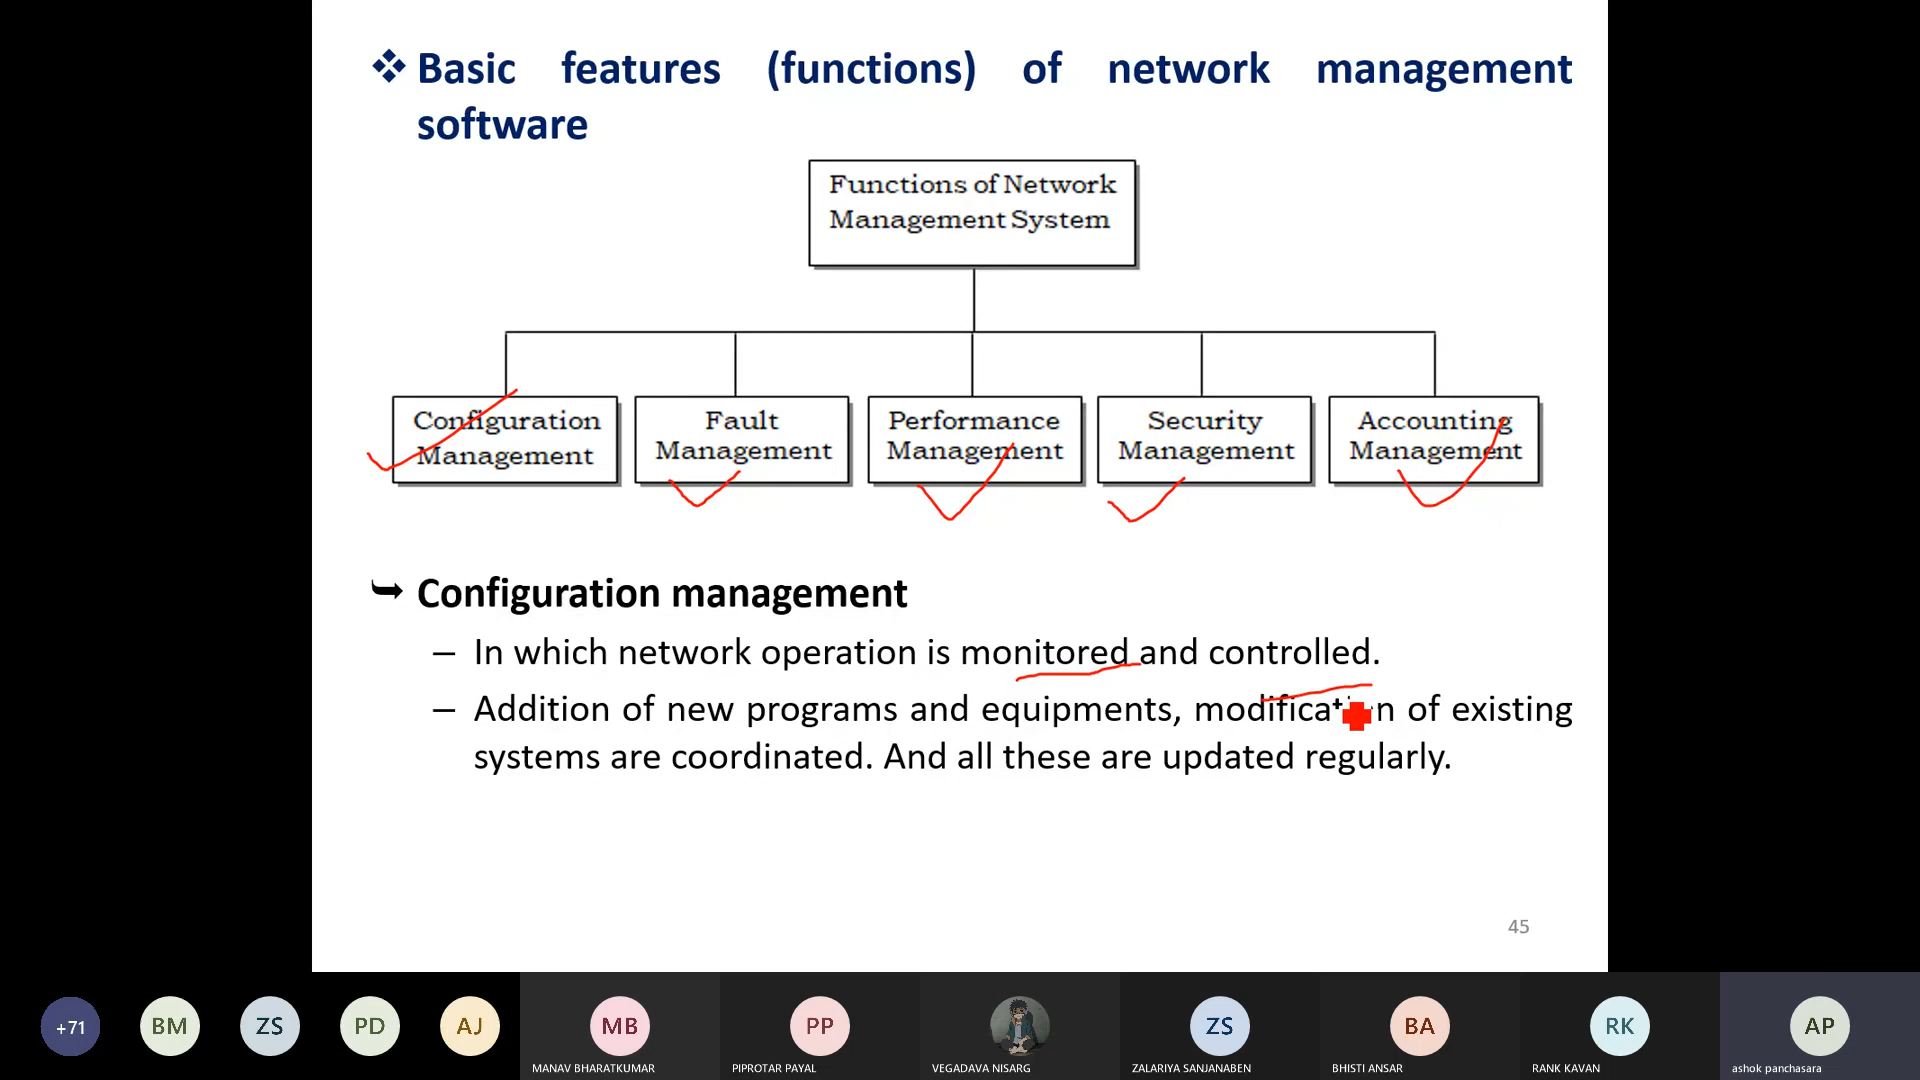 ❖ Basic features (functions) of network management
software
Functions of Network
Management System
Configuration
Management
Fault
Management
Performance
Management
Security
Management
Accounting
Management
➥ Configuration management
– In which network operation is monitored and controlled.
– Addition of new programs and equipments, modification of existing
systems are coordinated. And all these are updated regularly.
45
+71
BM
ZS
PD
AJ
MB
MANAV BHARATKUMAR
PP
PIPROTAR PAYAL
VEGADAVA NISARG
ZS
ZALARIYA SANJANABEN
BA
BHISTI ANSAR
RK
RANK KAVAN
AP
ashok panchasara